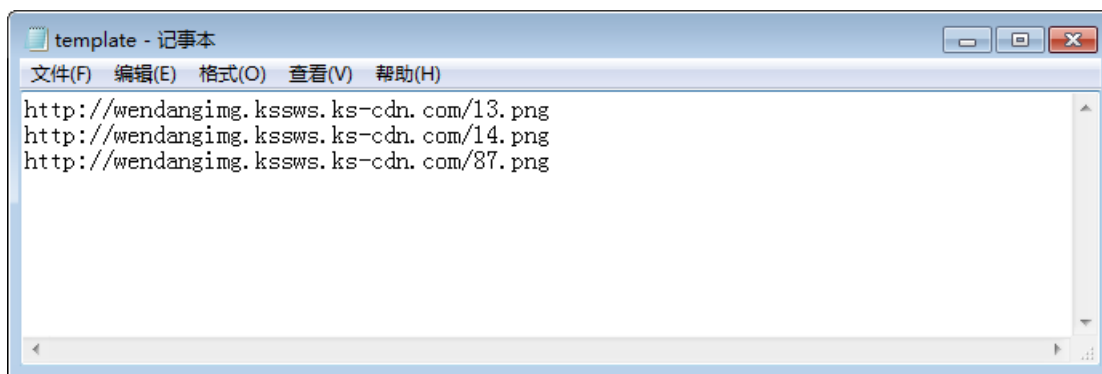 template - 记事本
文件(F) 编辑(E) 格式(O) 查看(V) 帮助(H)
http://wendangimg.kssws.ks-cdn.com/13.png
http://wendangimg.kssws.ks-cdn.com/14.png
http://wendangimg.kssws.ks-cdn.com/87.png